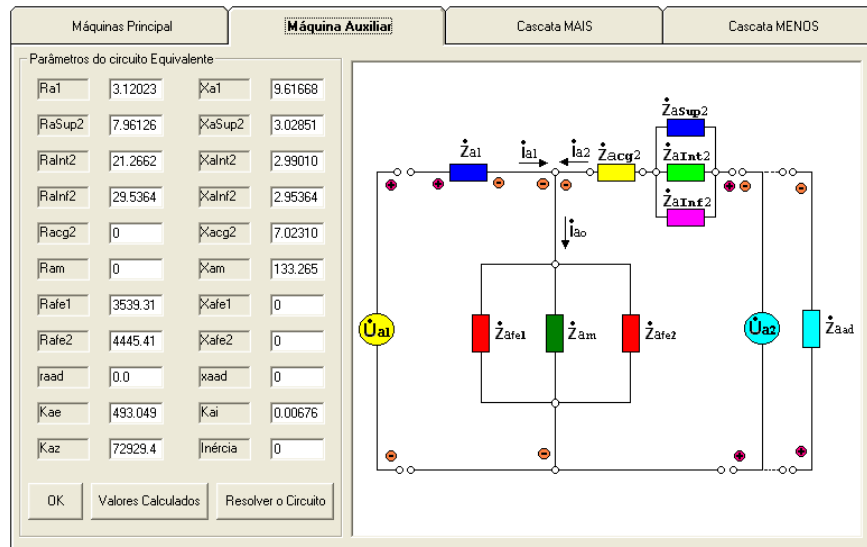 Máquinas Principal
Máquina Auxiliar
Cascata MAIS
Cascata MENOS
Parâmetros do circuito Equivalente
Ra1 3.12023 Xa1 9.61668
RaSup2 7.96126 XaSup2 3.02851
RaInt2 21.2662 XaInt2 2.99010
RaInf2 29.5364 XaInf2 2.95364
Racg2 0 Xacg2 7.02310
Ram 0 Xam 133.265
Rafe1 3539.31 Xafe1 0
Rafe2 4445.41 Xafe2 0
raad 0.0 xaad 0
Kae 493.049 Kai 0.00676
Kaz 72929.4 Inércia 0
OK Valores Calculados Resolver o Circuito
ŻaSup2
Ża1 i̇a1 i̇a2 Żacg2 ŻaInt2
ŻaInf2
i̇ao
U̇a1 Żafe1 Żam Żafe2 U̇a2 Żaad